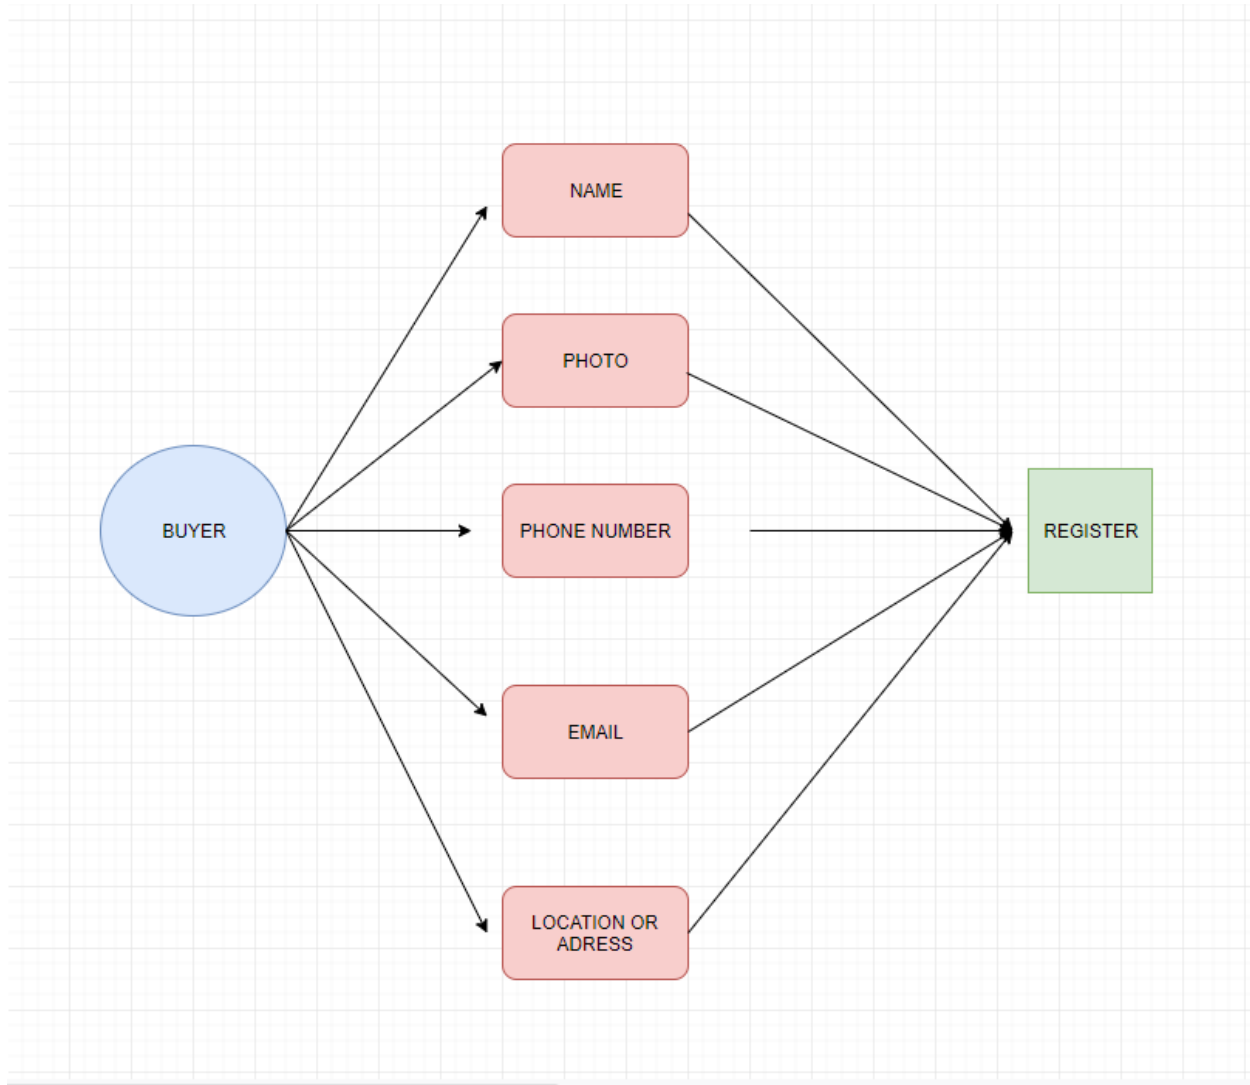 NAME
PHOTO
BUYER
PHONE NUMBER
REGISTER
EMAIL
LOCATION OR
ADRESS